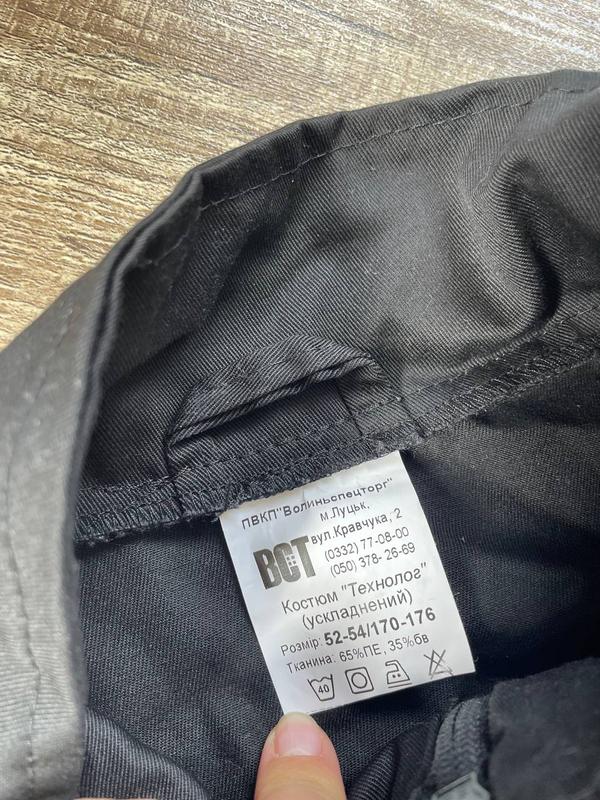 ПВКП"Волиньспецторг"
м.Луцьк,
вул.Кравчука, 2
ВСТ
(0332) 77-08-00
(050) 378-26-69
Костюм "Технолог"
(ускладнений)
Розмір: 52-54/170-176
Тканина: 65%ПЕ, 35%бв
40